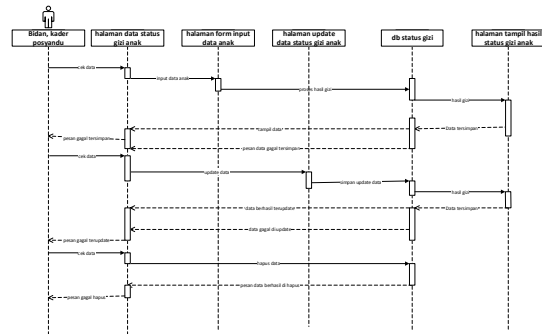 Bidan, kader
posyandu
halaman data status
gizi anak
halaman form input
data anak
halaman update
data status gizi anak
db status gizi
halaman tampil hasil
status gizi anak
cek data
input data anak
proses hasil gizi
hasil gizi
Data tersimpan
tampil data
pesan gagal tersimpan
pesan data gagal tersimpan
cek data
update data
simpan update data
hasil gizi
Data tersimpan
data berhasil terupdate
data gagal di update
pesan gagal terupdate
cek data
hapus data
pesan data berhasil di hapus
pesan gagal hapus